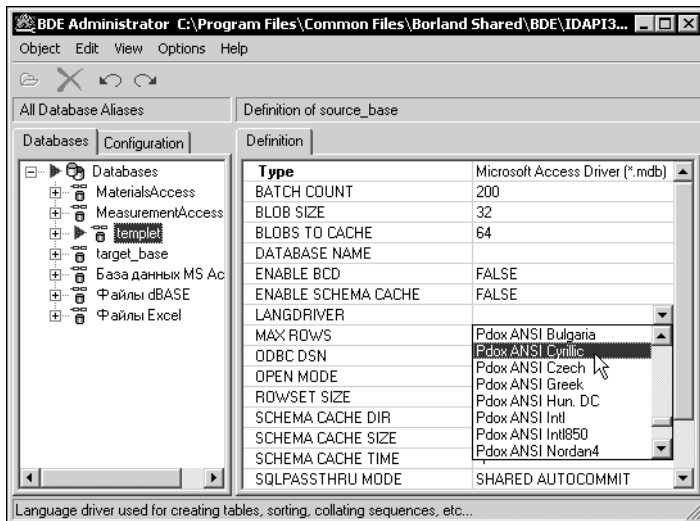 BDE Administrator C:\Program Files\Common Files\Borland Shared\BDE\IDAPI3...
Object Edit View Options Help
All Database Aliases
Definition of source_base
Databases
Configuration
Definition
Databases
MaterialsAccess
MeasurementAccess
templet
target_base
База данных MS Ac
Файлы dBASE
Файлы Excel
Type Microsoft Access Driver (*.mdb)
BATCH COUNT 200
BLOB SIZE 32
BLOBS TO CACHE 64
DATABASE NAME
ENABLE BCD FALSE
ENABLE SCHEMA CACHE FALSE
LANGDRIVER
MAX ROWS
ODBC DSN
OPEN MODE
ROWSET SIZE
SCHEMA CACHE DIR
SCHEMA CACHE SIZE
SCHEMA CACHE TIME
SQLPASSTHRU MODE SHARED AUTOCOMMIT
Pdox ANSI Bulgaria
Pdox ANSI Cyrillic
Pdox ANSI Czech
Pdox ANSI Greek
Pdox ANSI Hun. DC
Pdox ANSI Intl
Pdox ANSI Intl850
Pdox ANSI Nordan4
Language driver used for creating tables, sorting, collating sequences, etc...